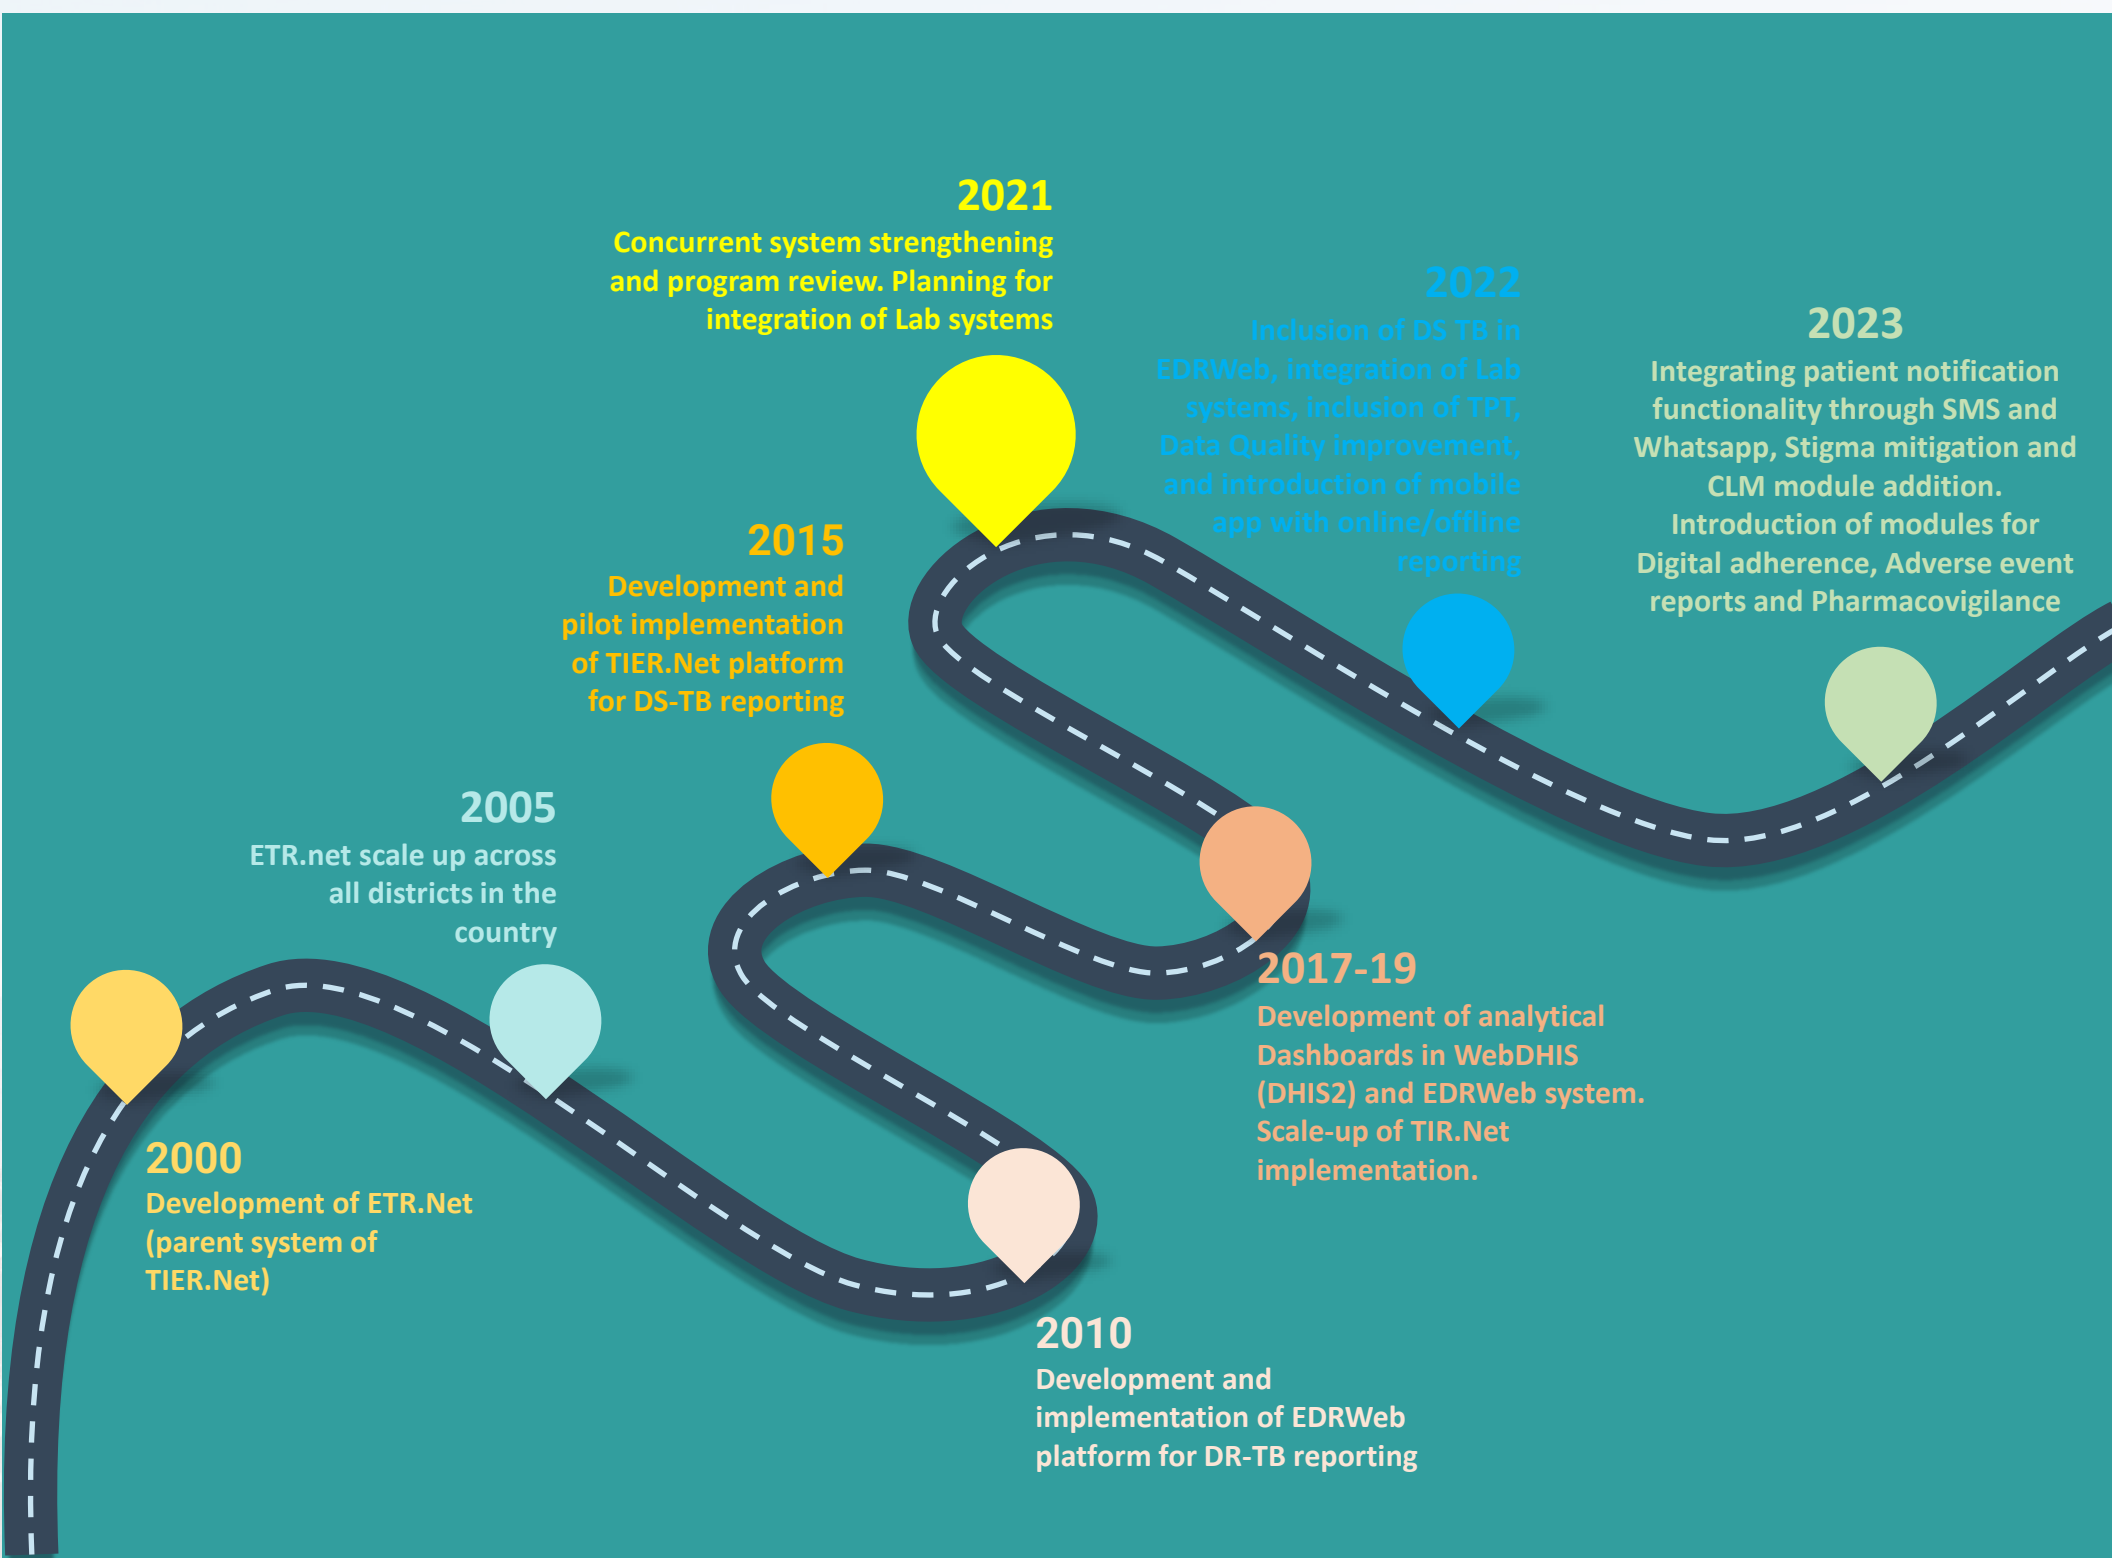 2021
Concurrent system strengthening
and program review. Planning for
integration of Lab systems
2022
Inclusion of DS TB in
EDRWeb, integration of Lab
systems, inclusion of TPT,
Data Quality improvement,
and introduction of mobile
app with online/offline
reporting
2023
Integrating patient notification
functionality through SMS and
Whatsapp, Stigma mitigation and
CLM module addition.
Introduction of modules for
Digital adherence, Adverse event
reports and Pharmacovigilance
2015
Development and
pilot implementation
of TIER.Net platform
for DS-TB reporting
2005
ETR.net scale up across
all districts in the
country
2017-19
Development of analytical
Dashboards in WebDHIS
(DHIS2) and EDRWeb system.
Scale-up of TIR.Net
implementation.
2000
Development of ETR.Net
(parent system of
TIER.Net)
2010
Development and
implementation of EDRWeb
platform for DR-TB reporting